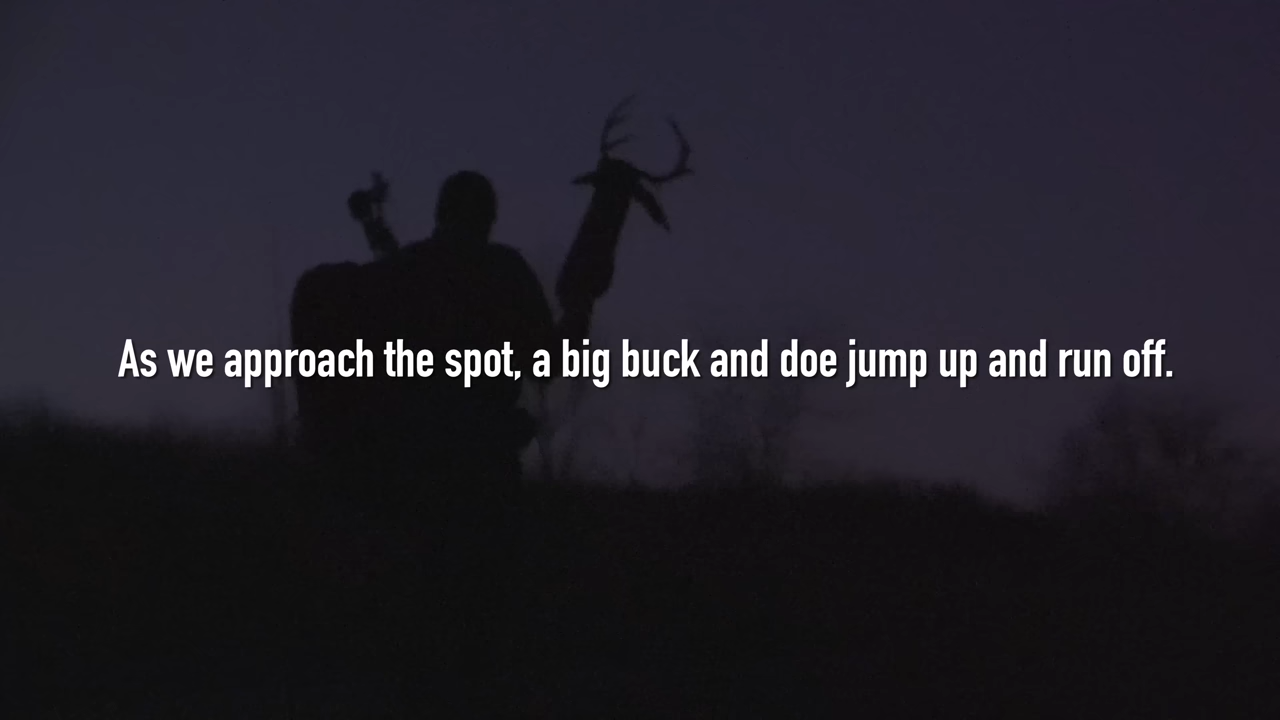 As we approach the spot, a big buck and doe jump up and run off.